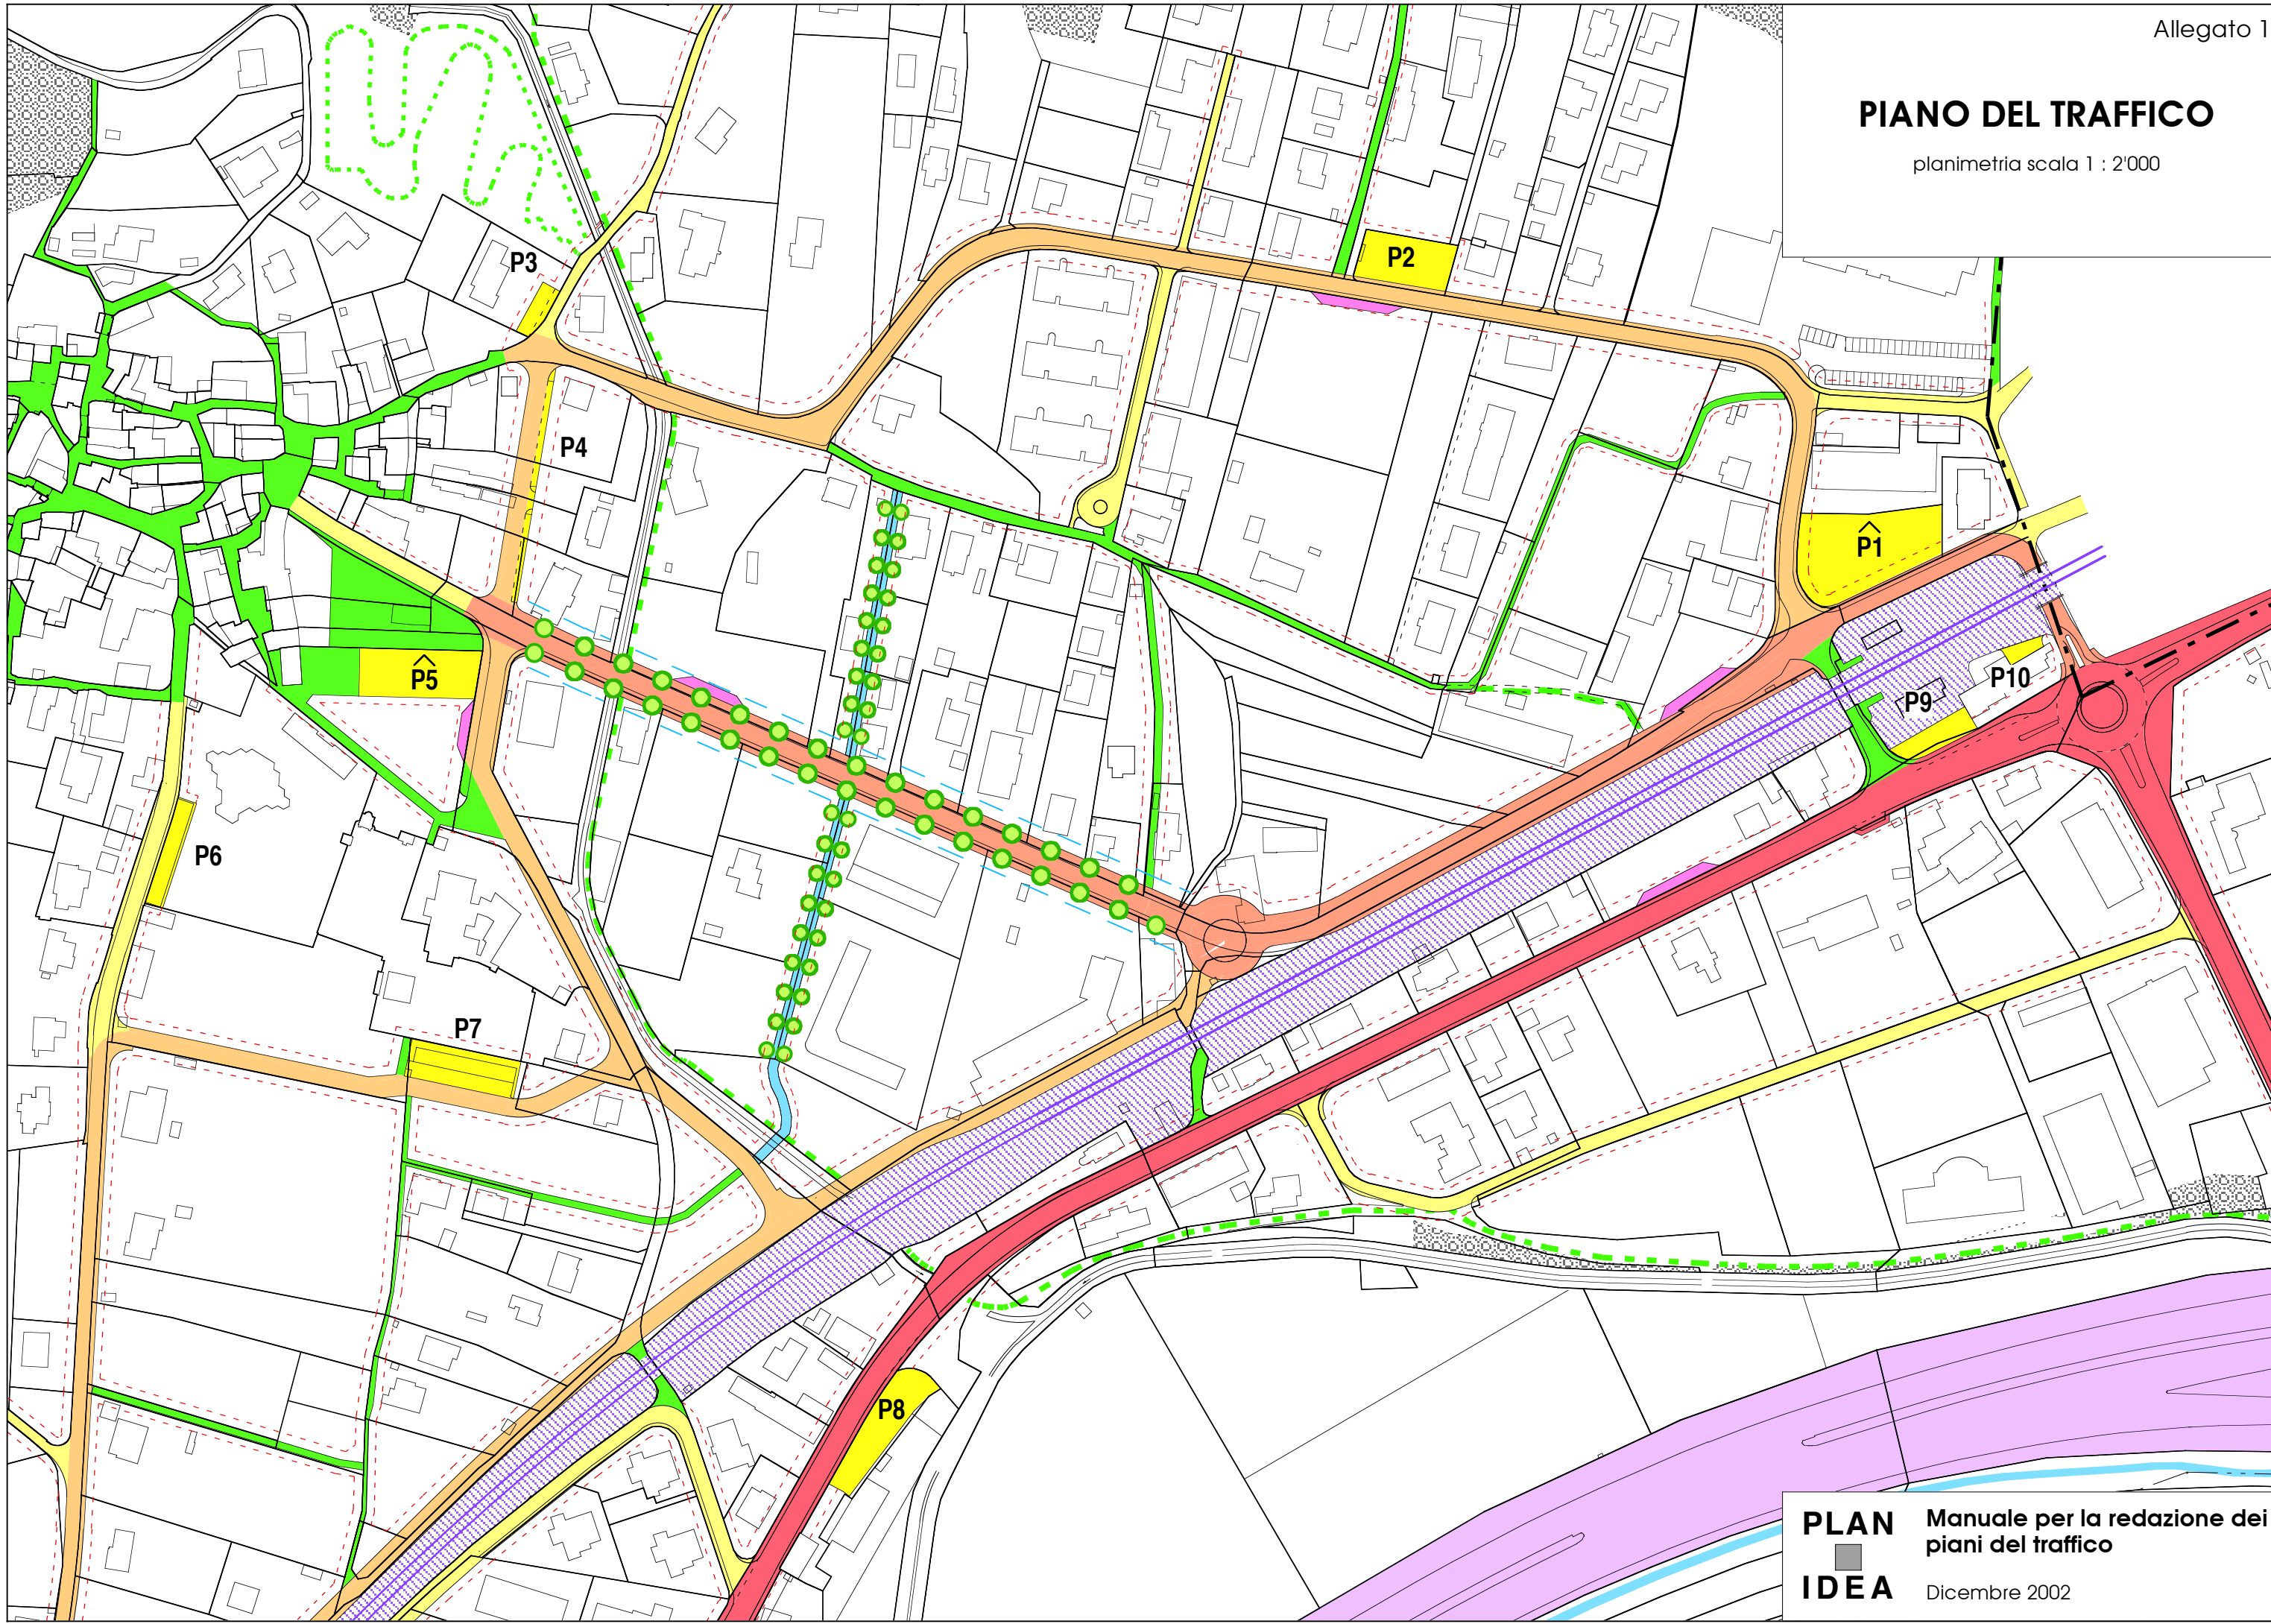 Allegato 1
PIANO DEL TRAFFICO
planimetria scala 1 : 2'000
P3
P2
P4
P1
P5
P10
P9
P6
P7
P8
PLAN
IDEA
Manuale per la redazione dei
piani del traffico
Dicembre 2002